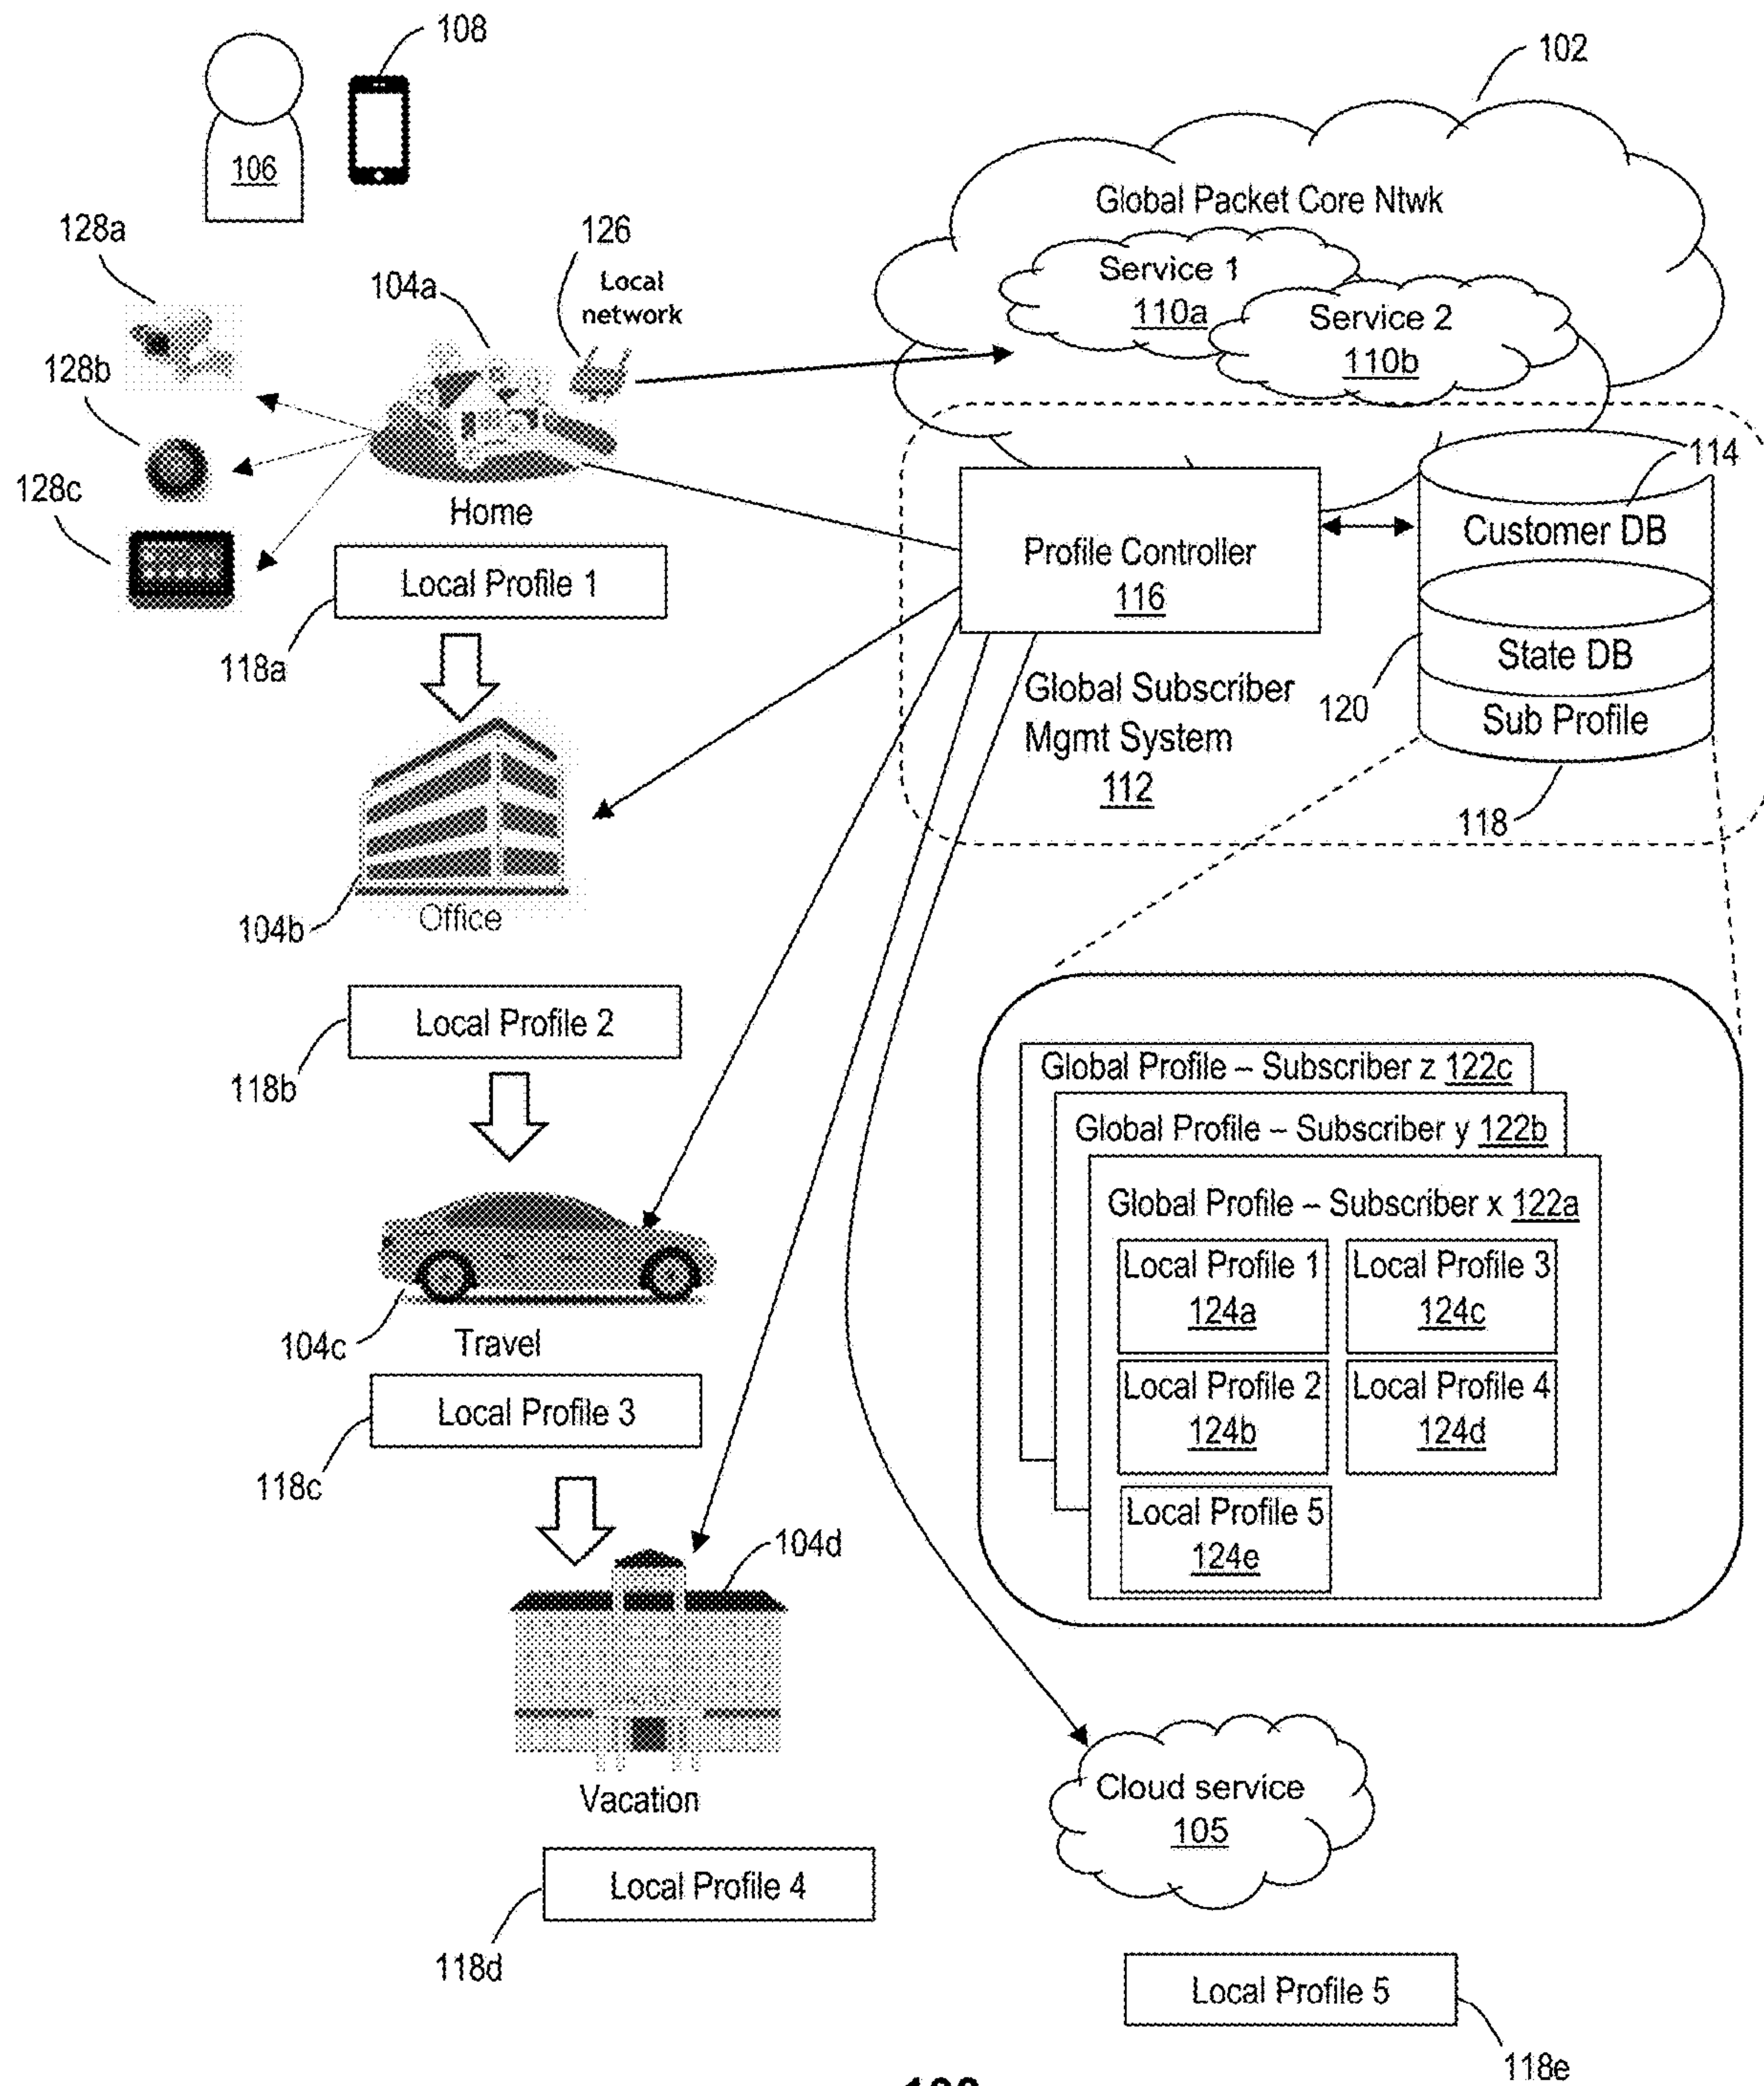 108
102
106
Global Packet Core Ntwk
128a
126
Service 1
110a
104a
Local
network
Service 2
110b
128b
114
128c
Home
Customer DB
Profile Controller
116
Local Profile 1
118a
State DB
Global Subscriber
Mgmt System
112
120
Sub Profile
118
104b
Office
Local Profile 2
118b
Global Profile – Subscriber z 122c
Global Profile – Subscriber y 122b
Global Profile – Subscriber x 122a
Local Profile 1
124a
Local Profile 3
124c
104c
Travel
Local Profile 2
124b
Local Profile 4
124d
Local Profile 3
118c
Local Profile 5
124e
104d
Vacation
Cloud service
105
Local Profile 4
118d
Local Profile 5
118e